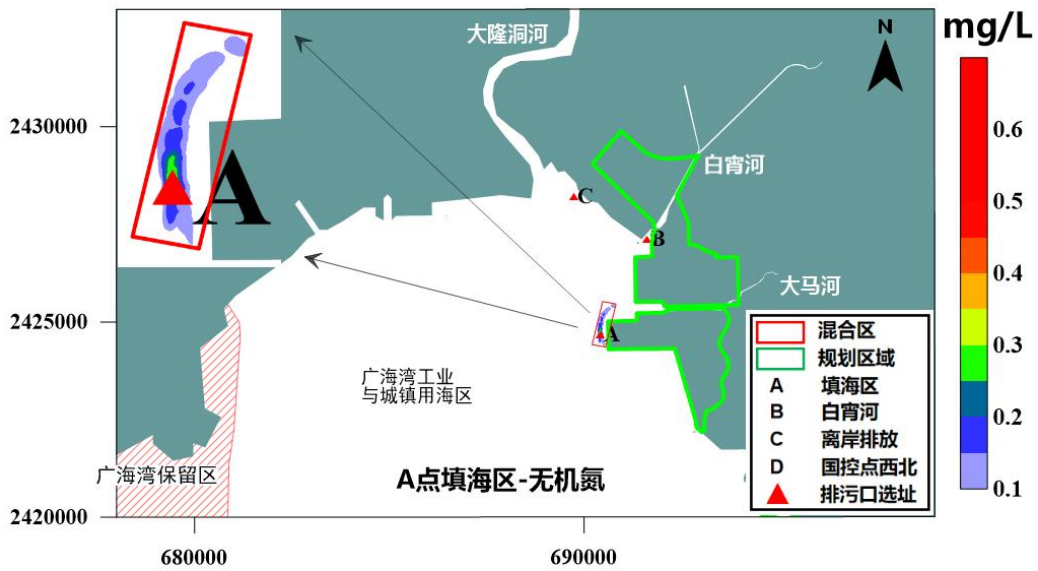 mg/L
大隆洞河
N
2430000
A
白宵河
C
B
大马河
2425000
A
广海湾工业
与城镇用海区
广海湾保留区
A点填海区-无机氮
2420000
680000
690000
混合区
规划区域
A 填海区
B 白宵河
C 离岸排放
D 国控点西北
排污口选址
0.6
0.5
0.4
0.3
0.2
0.1